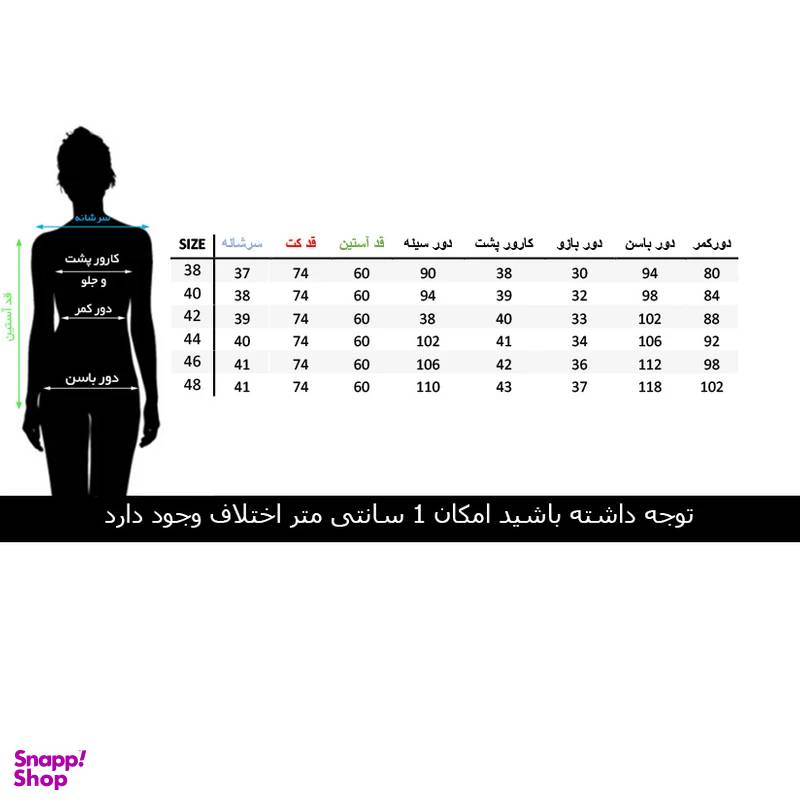 سرشانه
کارور پشت
و جلو
دور کمر
دور باسن
قد آستین
SIZE سرشانه قد کت قد آستین دور سینه کارور پشت دور بازو دور باسن دورکمر
38 37 74 60 90 38 30 94 80
40 38 74 60 94 39 32 98 84
42 39 74 60 38 40 33 102 88
44 40 74 60 102 41 34 106 92
46 41 74 60 106 42 36 112 98
48 41 74 60 110 43 37 118 102
توجه داشته باشید امکان 1 سانتی متر اختلاف وجود دارد
Snapp!
Shop